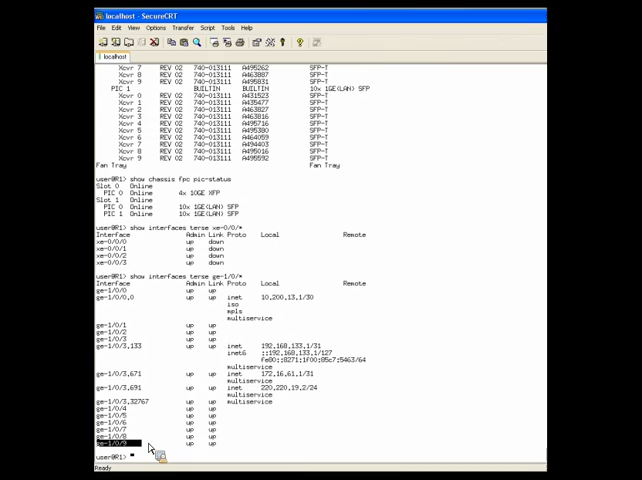 localhost - SecureCRT
File Edit View Options Transfer Script Tools Help
localhost
Xcvr 7 REV 02 740-013111 A495262 SFP-T
Xcvr 8 REV 02 740-013111 A463887 SFP-T
Xcvr 9 REV 02 740-013111 A495831 SFP-T
PIC 1 BUILTIN BUILTIN 10x 1GE(LAN) SFP
Xcvr 0 REV 02 740-013111 A431523 SFP-T
Xcvr 1 REV 02 740-013111 A435477 SFP-T
Xcvr 2 REV 02 740-013111 A463827 SFP-T
Xcvr 3 REV 02 740-013111 A463816 SFP-T
Xcvr 4 REV 02 740-013111 A495716 SFP-T
Xcvr 5 REV 02 740-013111 A495380 SFP-T
Xcvr 6 REV 02 740-013111 A464059 SFP-T
Xcvr 7 REV 02 740-013111 A494403 SFP-T
Xcvr 8 REV 02 740-013111 A495016 SFP-T
Xcvr 9 REV 02 740-013111 A495592 SFP-T
Fan Tray Fan Tray
user@R1> show chassis fpc pic-status
Slot 0 Online
PIC 0 Online 4x 10GE XFP
Slot 1 Online
PIC 0 Online 10x 1GE(LAN) SFP
PIC 1 Online 10x 1GE(LAN) SFP
user@R1> show interfaces terse xe-0/0/*
Interface Admin Link Proto Local Remote
xe-0/0/0 up down
xe-0/0/1 up down
xe-0/0/2 up down
xe-0/0/3 up down
user@R1> show interfaces terse ge-1/0/*
Interface Admin Link Proto Local Remote
ge-1/0/0 up up
ge-1/0/0.0 up up inet 10.200.13.1/30
iso
mpls
multiservice
ge-1/0/1 up up
ge-1/0/2 up up
ge-1/0/3 up up
ge-1/0/3.133 up up inet 192.168.133.1/31
inet6 ::192.168.133.1/127
fe80::8271:1f00:85c7:5463/64
multiservice
ge-1/0/3.671 up up inet 172.16.61.1/31
multiservice
ge-1/0/3.691 up up inet 220.220.19.2/24
multiservice
ge-1/0/3.32767 up up multiservice
ge-1/0/4 up up
ge-1/0/5 up up
ge-1/0/6 up up
ge-1/0/7 up up
ge-1/0/8 up up
ge-1/0/9 up up
user@R1>
Ready